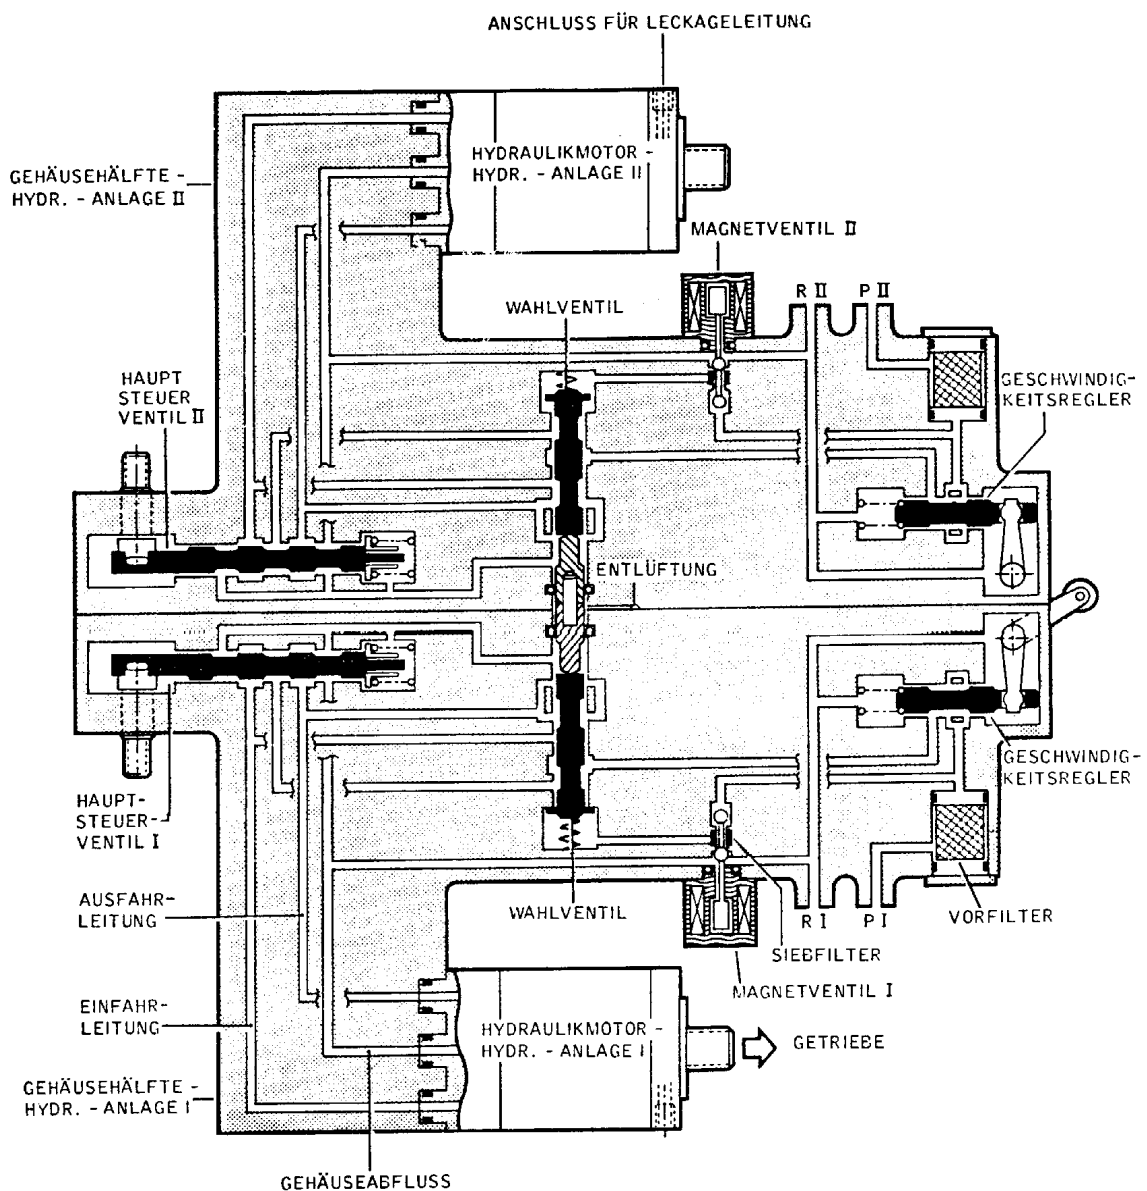 ANSCHLUSS FÜR LECKAGELEITUNG
HYDRAULIKMOTOR -
HYDR. - ANLAGE II
GEHÄUSEHÄLFTE -
HYDR. - ANLAGE II
MAGNETVENTIL II
R II
P II
WAHLVENTIL
HAUPT
STEUER
VENTIL II
GESCHWINDIG-
KEITSREGLER
ENTLÜFTUNG
GESCHWINDIG-
KEITSREGLER
HAUPT-
STEUER-
VENTIL I
AUSFAHR-
LEITUNG
WAHLVENTIL
R I
P I
VORFILTER
SIEBFILTER
MAGNETVENTIL I
EINFAHR-
LEITUNG
HYDRAULIKMOTOR -
HYDR. - ANLAGE I
GETRIEBE
GEHÄUSEHÄLFTE -
HYDR. - ANLAGE I
GEHÄUSEABFLUSS